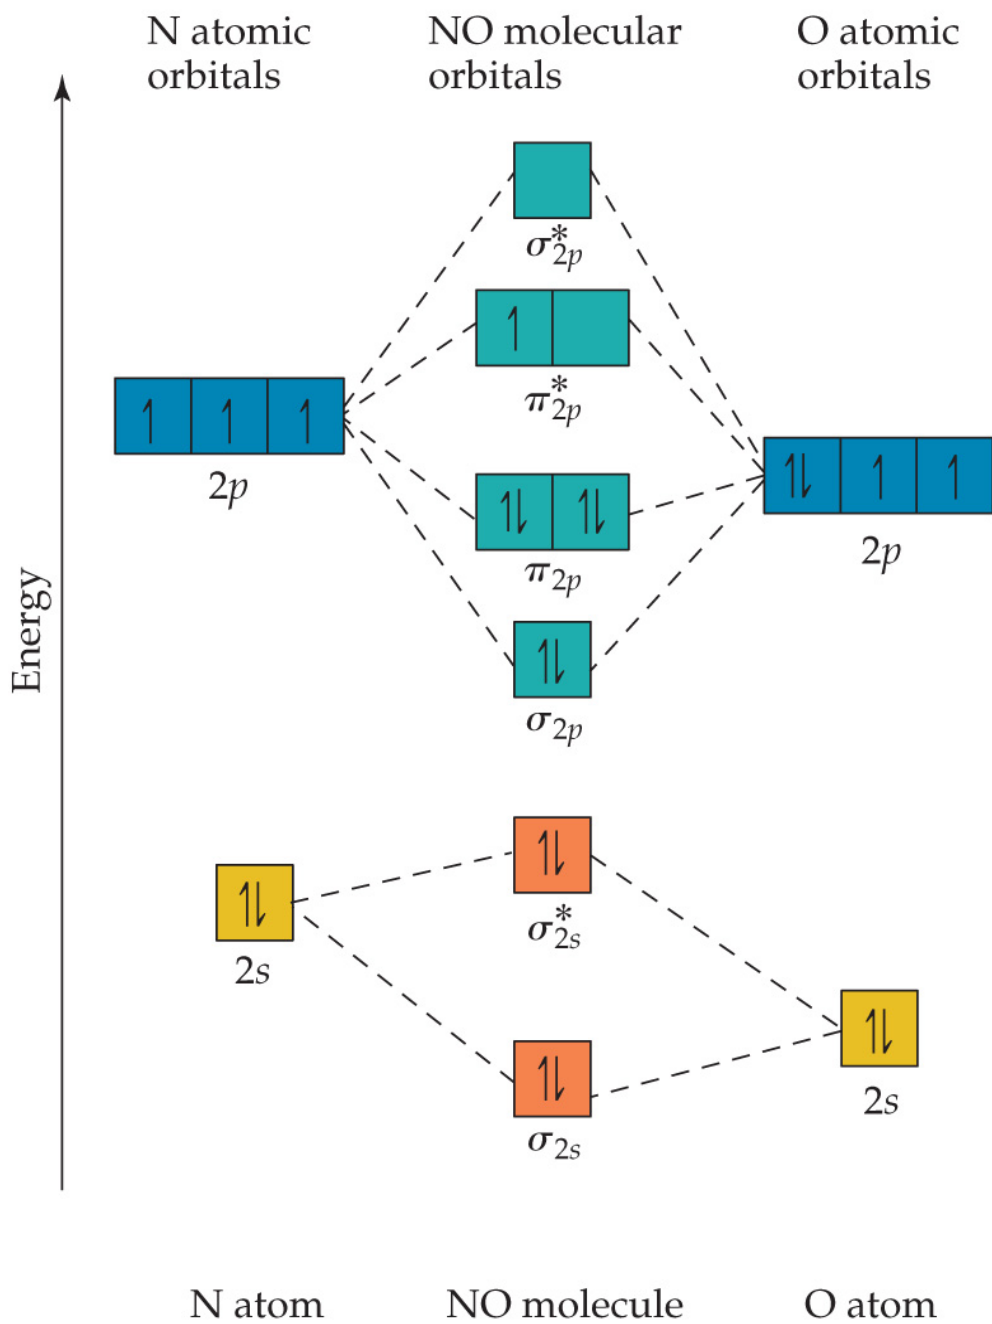 N atomic
orbitals
NO molecular
orbitals
O atomic
orbitals
Energy
σ*2p
π*2p
2p
2p
π2p
σ2p
σ*2s
2s
2s
σ2s
N atom
NO molecule
O atom